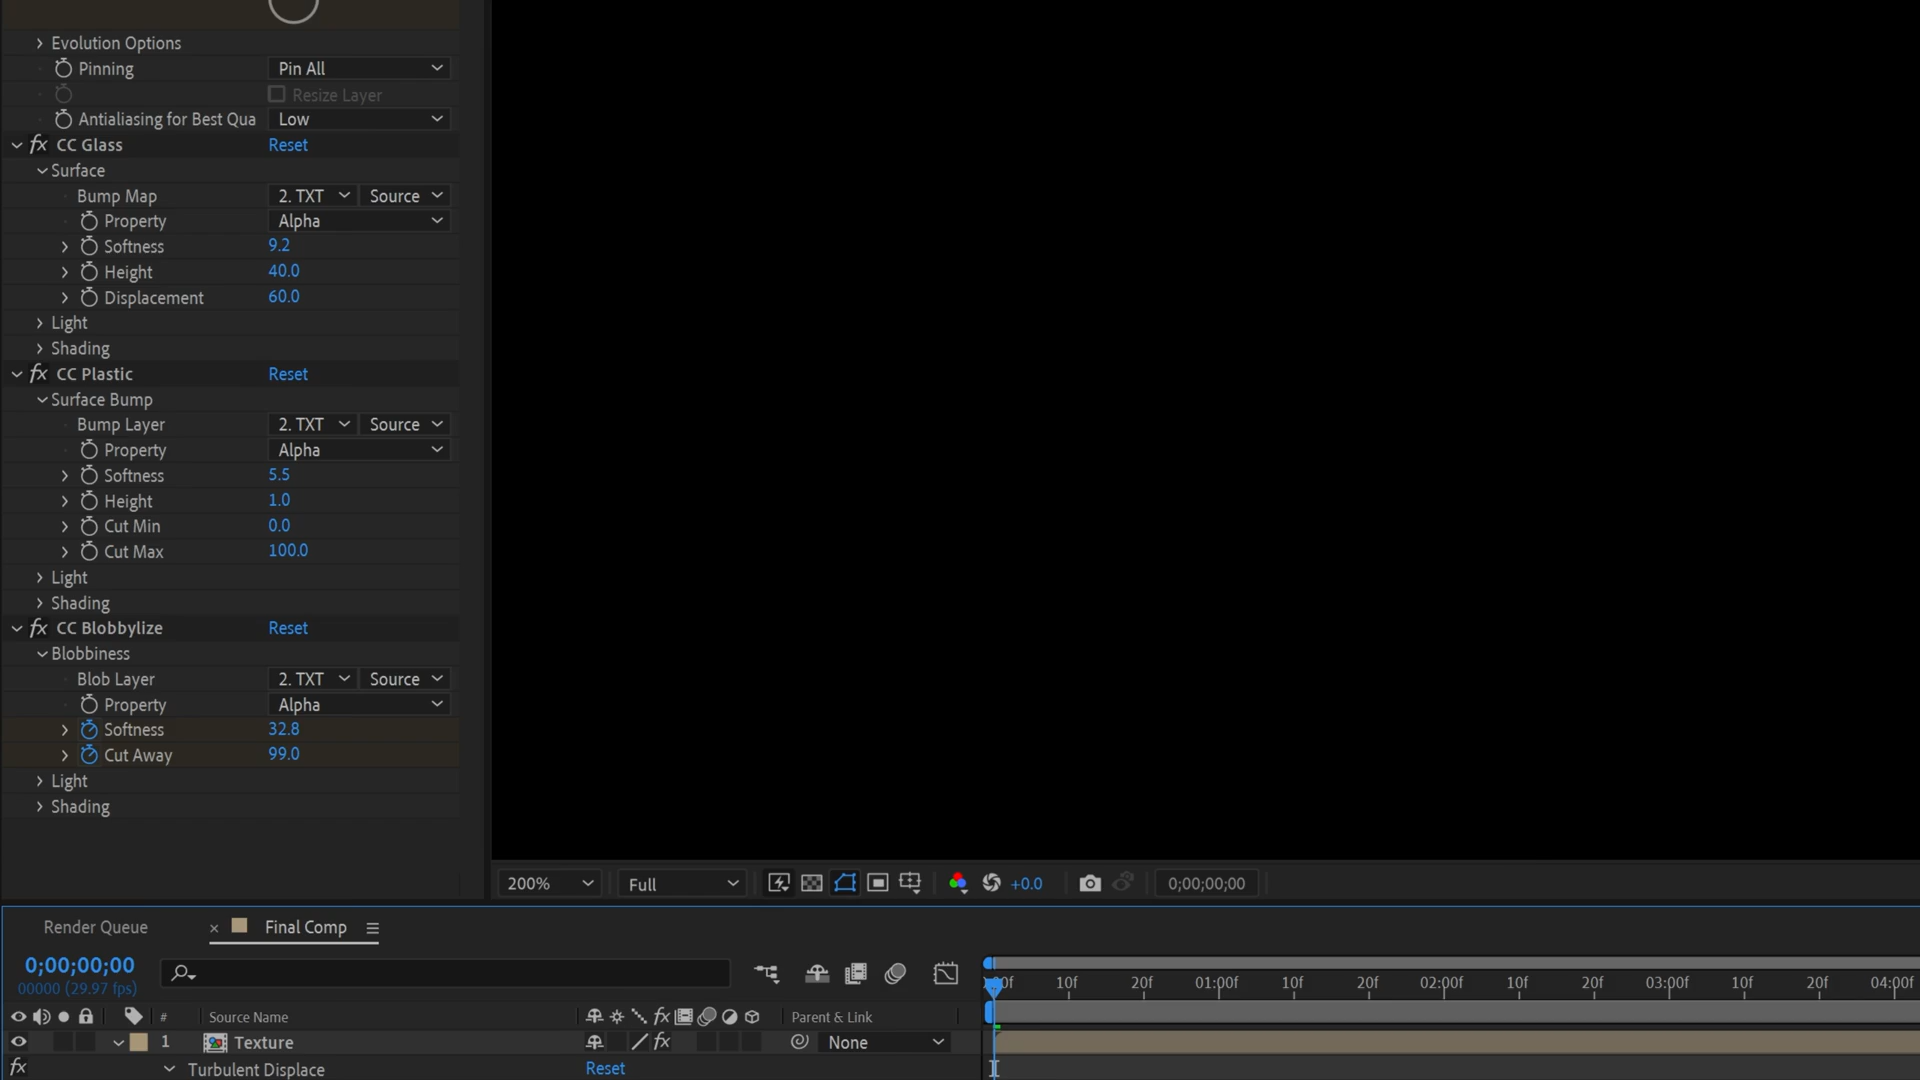 Evolution Options
Pinning Pin All
Resize Layer
Antialiasing for Best Qua Low
fx CC Glass Reset
Surface
Bump Map 2. TXT Source
Property Alpha
Softness 9.2
Height 40.0
Displacement 60.0
Light
Shading
fx CC Plastic Reset
Surface Bump
Bump Layer 2. TXT Source
Property Alpha
Softness 5.5
Height 1.0
Cut Min 0.0
Cut Max 100.0
Light
Shading
fx CC Blobbylize Reset
Blobbiness
Blob Layer 2. TXT Source
Property Alpha
Softness 32.8
Cut Away 99.0
Light
Shading
200% Full +0.0 0;00;00;00
Render Queue × Final Comp
0;00;00;00
00000 (29.97 fps)
10f 20f 01:00f 10f 20f 02:00f 10f 20f 03:00f 10f 20f 04:00f
# Source Name fx Parent & Link
1 Texture fx None
fx Turbulent Displace Reset